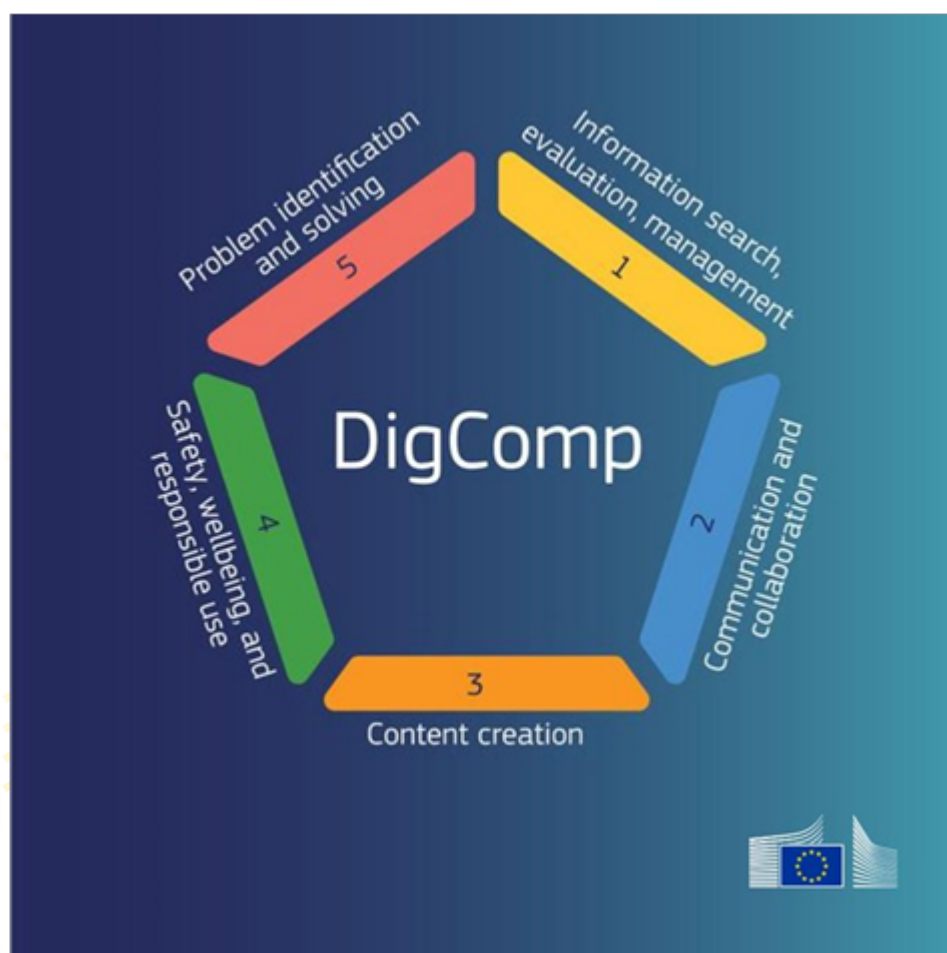 Information search,
evaluation, management
1
Communication and
collaboration
2
3
Content creation
Safety, wellbeing, and
responsible use
4
Problem identification
and solving
5
DigComp